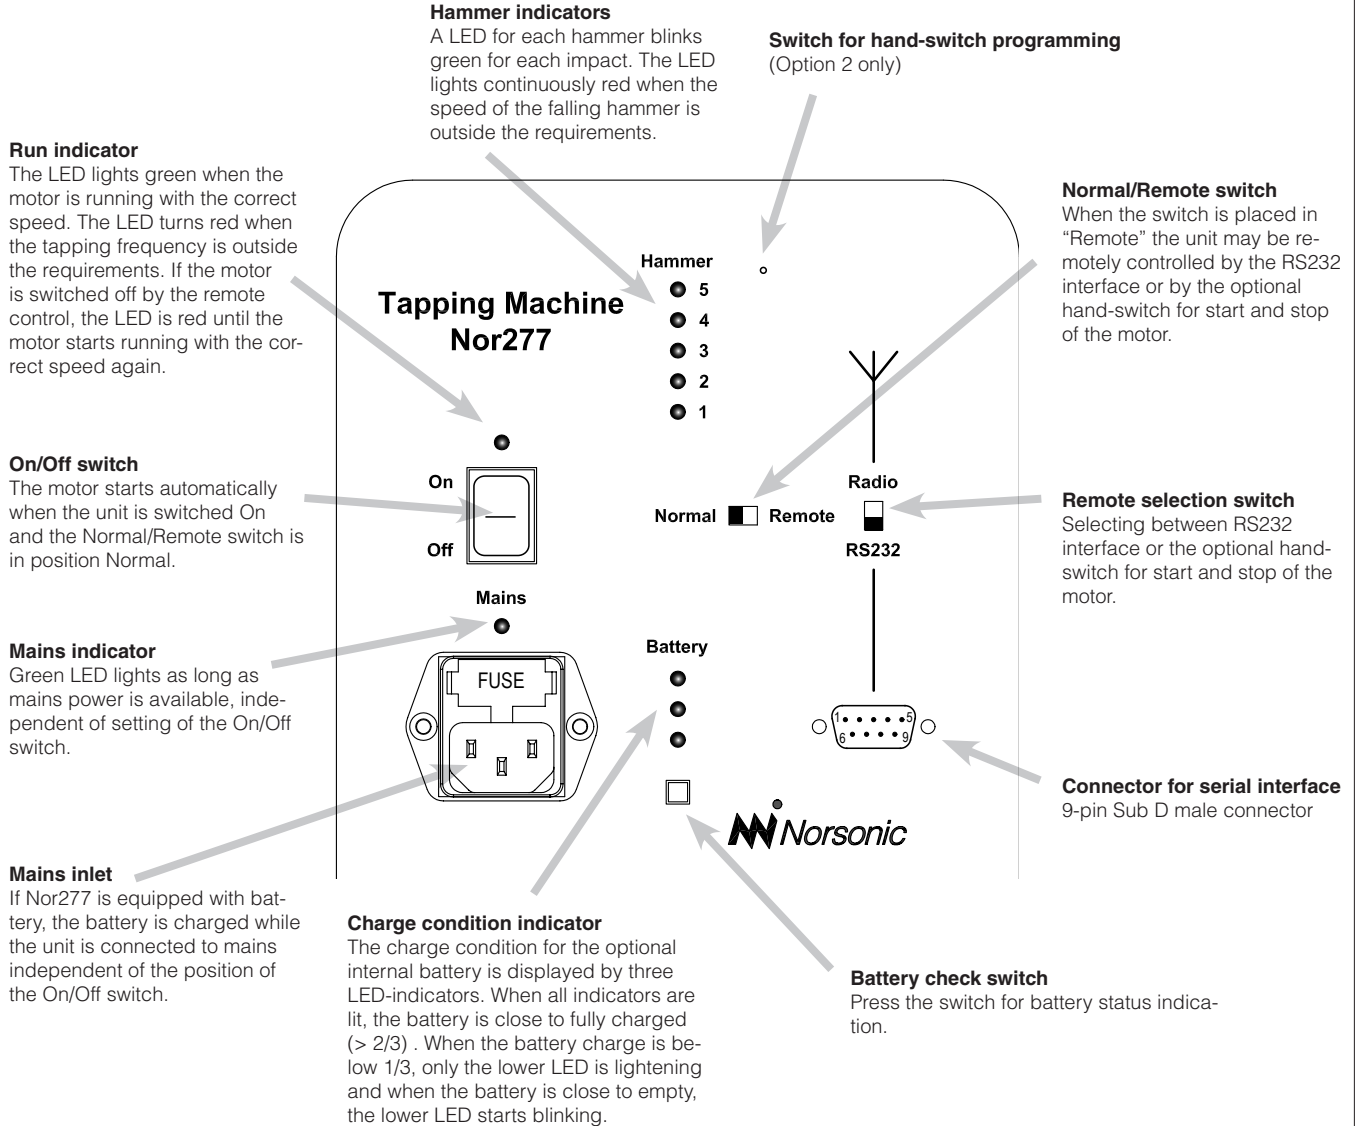 Hammer indicators
A LED for each hammer blinks
green for each impact. The LED
lights continuously red when the
speed of the falling hammer is
outside the requirements.
Switch for hand-switch programming
(Option 2 only)
Run indicator
The LED lights green when the
motor is running with the correct
speed. The LED turns red when
the tapping frequency is outside
the requirements. If the motor
is switched off by the remote
control, the LED is red until the
motor starts running with the cor-
rect speed again.
Normal/Remote switch
When the switch is placed in
“Remote” the unit may be re-
motely controlled by the RS232
interface or by the optional
hand-switch for start and stop
of the motor.
On/Off switch
The motor starts automatically
when the unit is switched On
and the Normal/Remote switch is
in position Normal.
Remote selection switch
Selecting between RS232
interface or the optional hand-
switch for start and stop of the
motor.
Mains indicator
Green LED lights as long as
mains power is available, inde-
pendent of setting of the On/Off
switch.
Connector for serial interface
9-pin Sub D male connector
Mains inlet
If Nor277 is equipped with bat-
tery, the battery is charged while
the unit is connected to mains
independent of the position of
the On/Off switch.
Charge condition indicator
The charge condition for the optional
internal battery is displayed by three
LED-indicators. When all indicators are
lit, the battery is close to fully charged
(> 2/3) . When the battery charge is be-
low 1/3, only the lower LED is lightening
and when the battery is close to empty,
the lower LED starts blinking.
Battery check switch
Press the switch for battery status indica-
tion.
Tapping Machine
Nor277
Hammer
5
4
3
2
1
On
Off
Normal Remote
Radio
RS232
Mains
FUSE
Battery
1 5
6 9
Norsonic